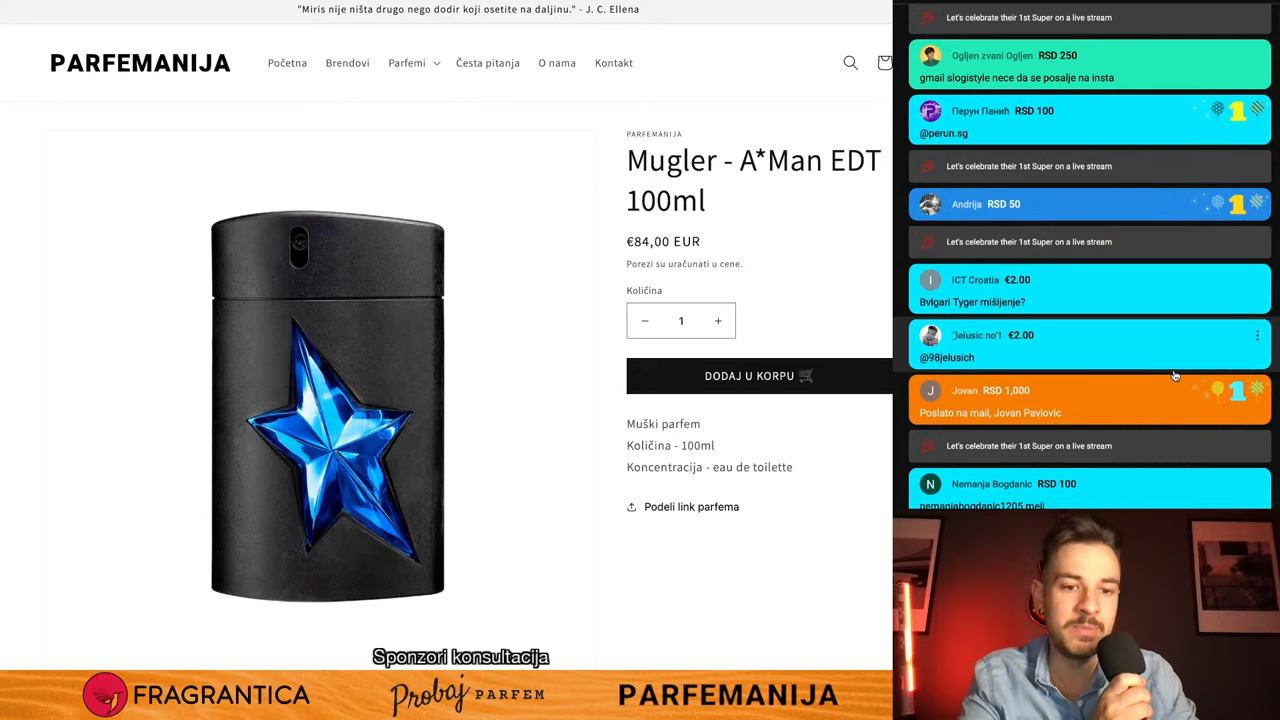 "Miris nije ništa drugo nego dodir koji osetite na daljinu." - J. C. Ellena
PARFEMANIJA
Početna
Brendovi
Parfemi
Česta pitanja
O nama
Kontakt
PARFEMANIJA
Mugler - A*Man EDT
100ml
€84,00 EUR
Porezi su uračunati u cene.
Količina
− 1 +
DODAJ U KORPU
Muški parfem
Količina - 100ml
Koncentracija - eau de toilette
Podeli link parfema
Let's celebrate their 1st Super on a live stream
Ogljen zvani Ogljen RSD 250
gmail slogistyle nece da se posalje na insta
Перун Панић RSD 100
1
@perun.sg
Let's celebrate their 1st Super on a live stream
Andrija RSD 50
1
Let's celebrate their 1st Super on a live stream
I
ICT Croatia €2.00
Bvlgari Tyger mišljenje?
Jelusic no'1 €2.00
@98jelusich
J
Jovan RSD 1,000
1
Poslato na mail, Jovan Pavlovic
Let's celebrate their 1st Super on a live stream
N
Nemanja Bogdanic RSD 100
nemanjabogdanic1205 mejl
Sponzori konsultacija
FRAGRANTICA
Probaj PARFEM
PARFEMANIJA